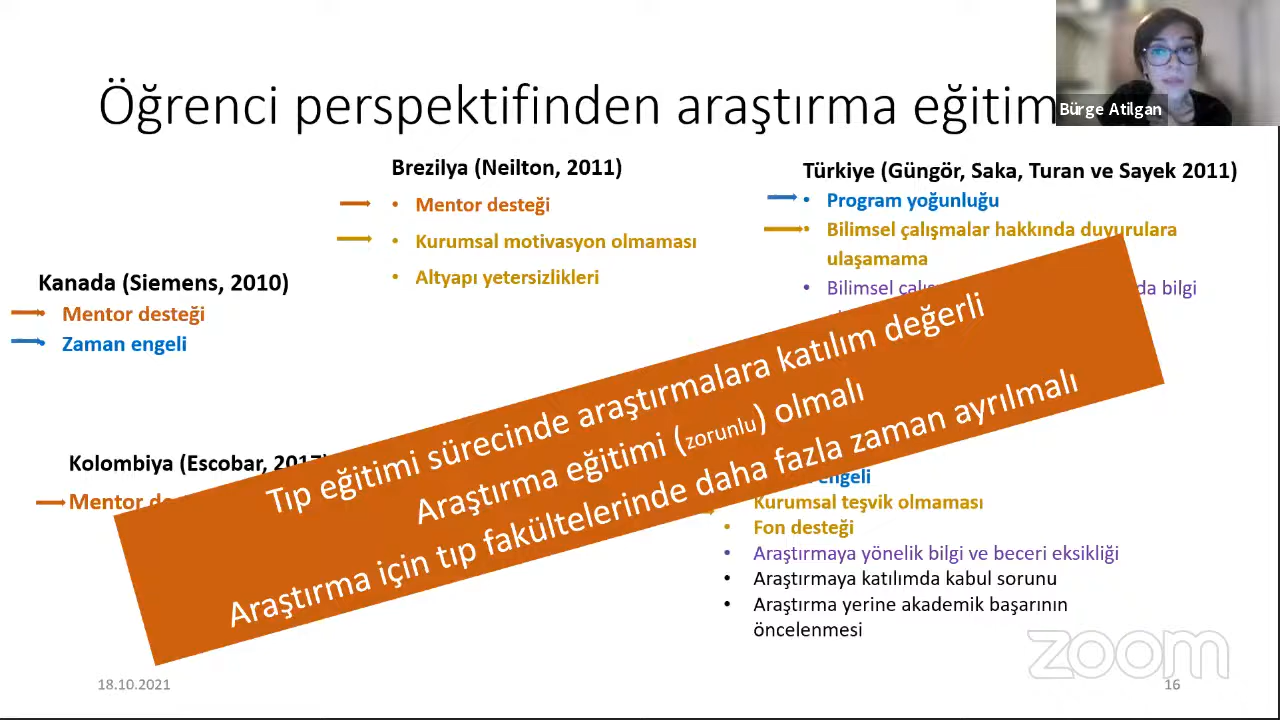 Öğrenci perspektifinden araştırma eğitim
Bürge Atilgan
Brezilya (Neilton, 2011)
• Mentor desteği
• Kurumsal motivasyon olmaması
• Altyapı yetersizlikleri
Türkiye (Güngör, Saka, Turan ve Sayek 2011)
• Program yoğunluğu
• Bilimsel çalışmalar hakkında duyurulara
ulaşamama
• Bilimsel bilgi
Kanada (Siemens, 2010)
• Mentor desteği
• Zaman engeli
Kolombiya (Escobar, 2017)
Mentor
Tıp eğitimi sürecinde araştırmalara katılım değerli
Araştırma eğitimi (zorunlu) olmalı
Araştırma için tıp fakültelerinde daha fazla zaman ayrılmalı
engeli
Kurumsal teşvik olmaması
• Fon desteği
• Araştırmaya yönelik bilgi ve beceri eksikliği
• Araştırmaya katılımda kabul sorunu
• Araştırma yerine akademik başarının
öncelenmesi
zoom
18.10.2021
16